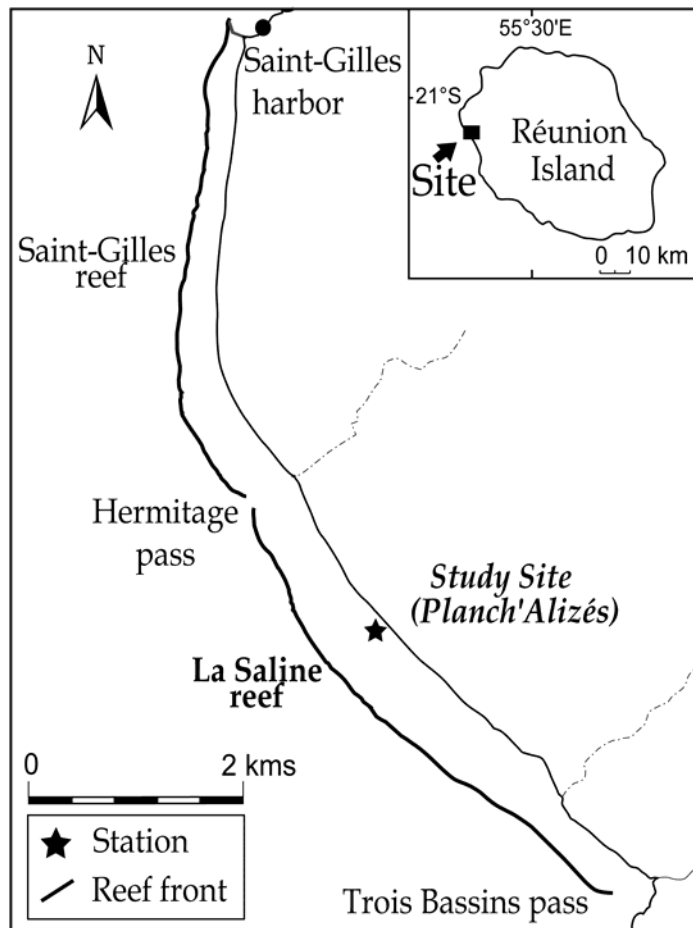 55°30'E
N
Saint-Gilles
harbor
21°S
Réunion
Island
Site
0 10 km
Saint-Gilles
reef
Hermitage
pass
Study Site
(Planch'Alizés)
La Saline
reef
0 2 kms
Station
Reef front
Trois Bassins pass